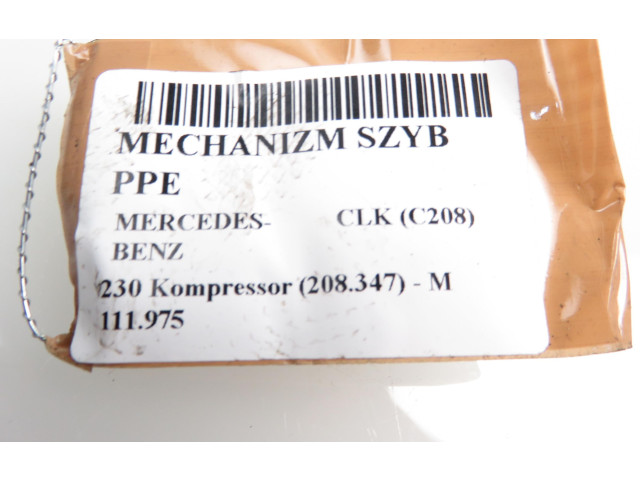 MECHANIZM SZYB
PPE
MERCEDES- CLK (C208)
BENZ
230 Kompressor (208.347) - M
111.975